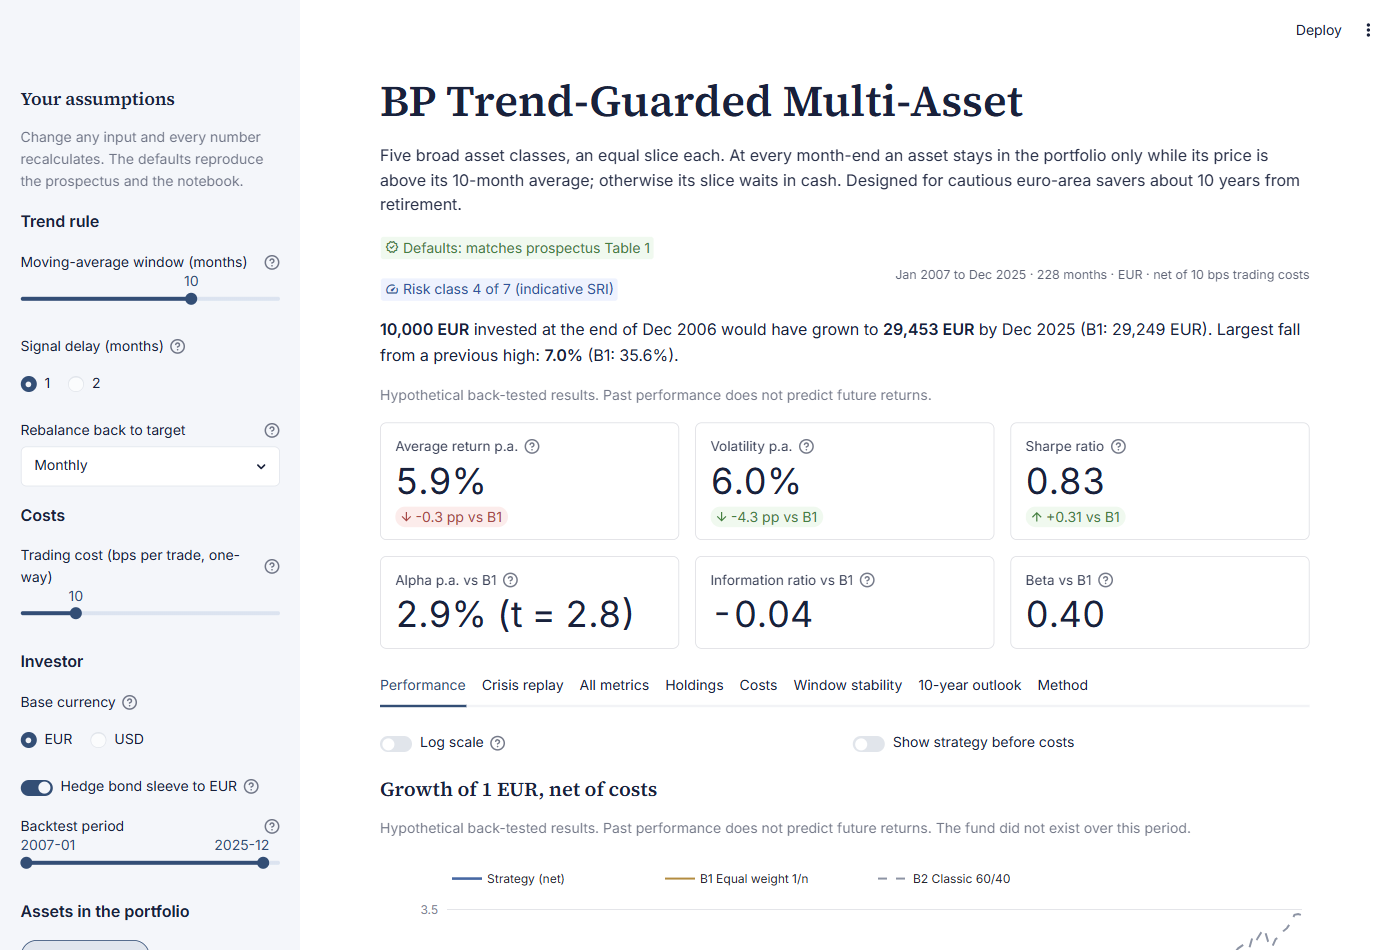 Deploy
Your assumptions
Change any input and every number
recalculates. The defaults reproduce
the prospectus and the notebook.
Trend rule
Moving-average window (months)
10
Signal delay (months)
1
2
Rebalance back to target
Monthly
Costs
Trading cost (bps per trade, one-
way)
10
Investor
Base currency
EUR
USD
Hedge bond sleeve to EUR
Backtest period
2007-01
2025-12
Assets in the portfolio
BP Trend-Guarded Multi-Asset
Five broad asset classes, an equal slice each. At every month-end an asset stays in the portfolio only while its price is
above its 10-month average; otherwise its slice waits in cash. Designed for cautious euro-area savers about 10 years from
retirement.
Defaults: matches prospectus Table 1
Jan 2007 to Dec 2025 · 228 months · EUR · net of 10 bps trading costs
Risk class 4 of 7 (indicative SRI)
10,000 EUR invested at the end of Dec 2006 would have grown to 29,453 EUR by Dec 2025 (B1: 29,249 EUR). Largest fall
from a previous high: 7.0% (B1: 35.6%).
Hypothetical back-tested results. Past performance does not predict future returns.
Average return p.a.
5.9%
↓ -0.3 pp vs B1
Volatility p.a.
6.0%
↓ -4.3 pp vs B1
Sharpe ratio
0.83
↑ +0.31 vs B1
Alpha p.a. vs B1
2.9% (t = 2.8)
Information ratio vs B1
-0.04
Beta vs B1
0.40
Performance
Crisis replay
All metrics
Holdings
Costs
Window stability
10-year outlook
Method
Log scale
Show strategy before costs
Growth of 1 EUR, net of costs
Hypothetical back-tested results. Past performance does not predict future returns. The fund did not exist over this period.
Strategy (net)
B1 Equal weight 1/n
B2 Classic 60/40
3.5